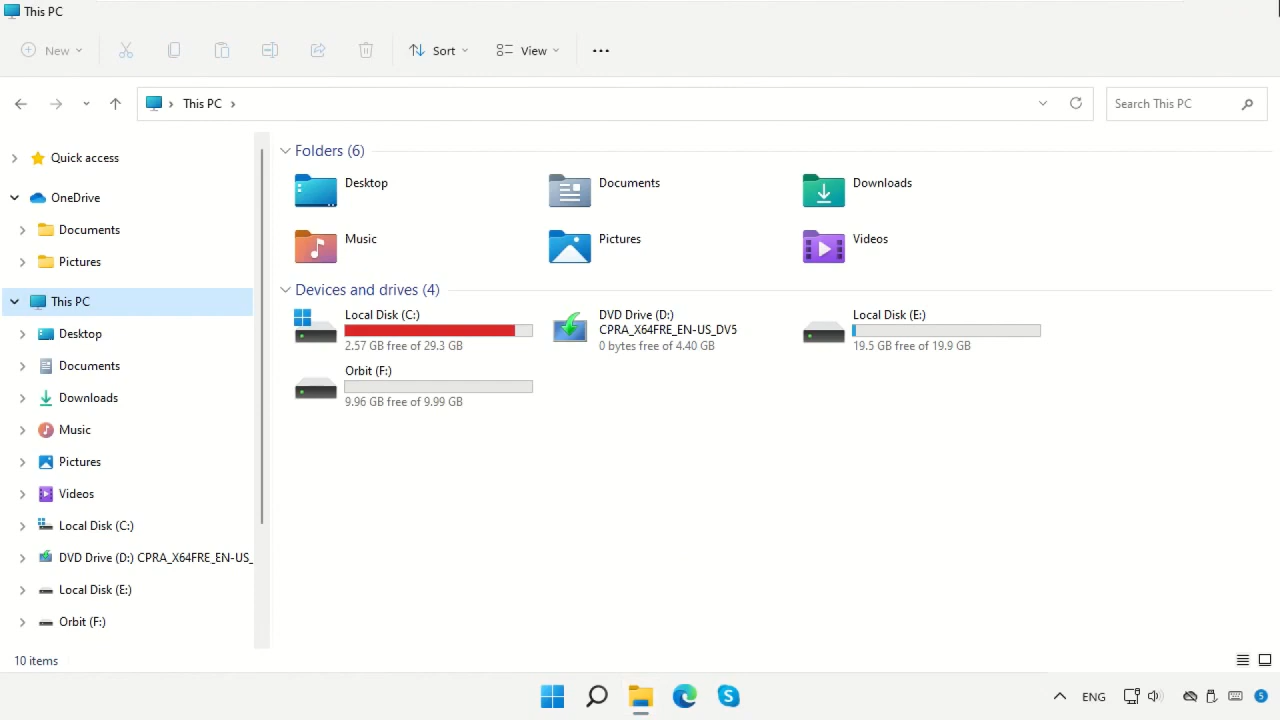 This PC
New
Sort
View
This PC
Search This PC
Quick access
OneDrive
Documents
Pictures
This PC
Desktop
Documents
Downloads
Music
Pictures
Videos
Local Disk (C:)
DVD Drive (D:) CPRA_X64FRE_EN-US_
Local Disk (E:)
Orbit (F:)
Folders (6)
Desktop
Documents
Downloads
Music
Pictures
Videos
Devices and drives (4)
Local Disk (C:)
2.57 GB free of 29.3 GB
DVD Drive (D:)
CPRA_X64FRE_EN-US_DV5
0 bytes free of 4.40 GB
Local Disk (E:)
19.5 GB free of 19.9 GB
Orbit (F:)
9.96 GB free of 9.99 GB
10 items
ENG
5